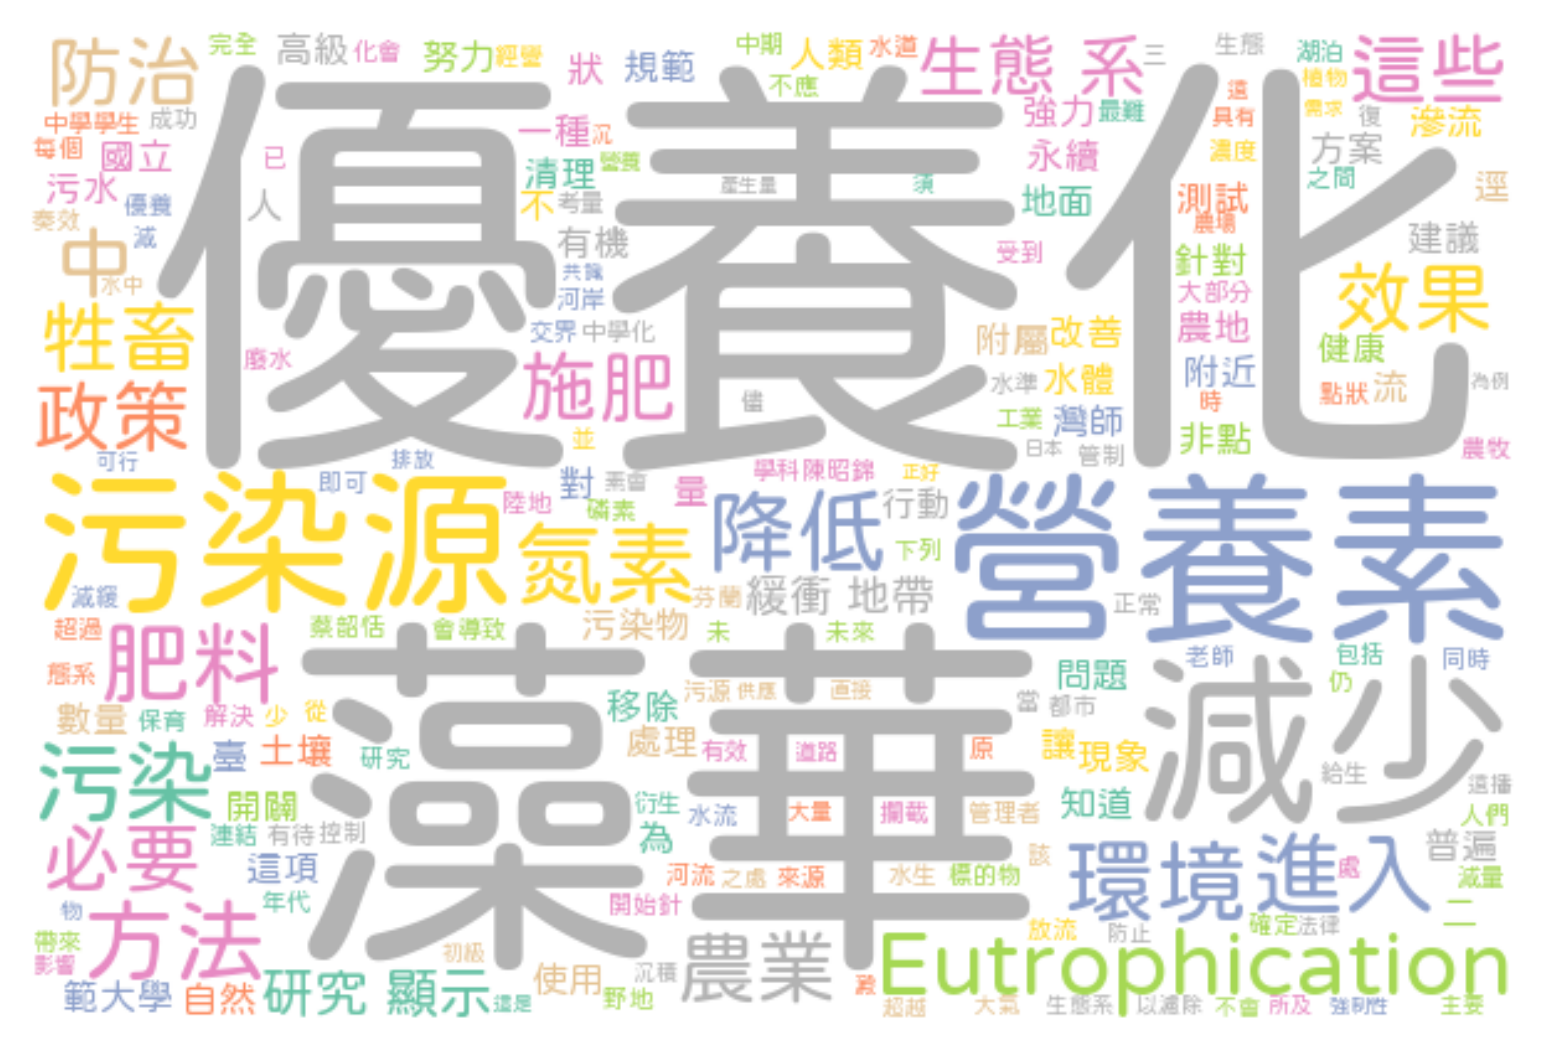 防治 完全 高級 化會 努力 經營 狀 規範 中期 人類 水道 生態 系 三 生態 湖泊 這些
不應 植物
中學學生 成功 一種 沉 強力 最難 這 具有 需求 復 滲流
每個 國立 已 清理 營養 永續 濃度 方案
污水 優養 人 不 考量 產生量 須 地面 測試 之間 逕
奏效 減 有機 農場 建議
優養化
中 水中 共識 受到 針對 效果
河岸 大部分
牲畜 廢水 交界 中學化 附屬 改善 農地 健康
政策 施肥 儘 水準 水體 附近 點狀 流 為例
並 工業 灣師 時
可行 排放 日本 管制 非點 農牧
即可 對 素會 量 學科陳昭錦 正好
污染源 陸地 磷素 降低 行動 營養素
氮素 下列
減緩 芬蘭 緩衝 地帶 正常
超過 蔡韶恬 會導致 污染物 未 未來
肥料 藻華 問題 老師 減少 包括 同時
態系 污源 供應 直接 仍
數量 保育 解決 少 從 移除 當 都市
污染 臺 土壤 研究 處理 有效 道路 原 讓 現象 給生
開闢 衍生 水流 大量 攔截 管理者 知道 人們
連結 有待 控制 為
必要 這項 河流 之處 來源 水生 標的物 該 環境 進入 處 普遍
減量
物 年代 開始針 二
帶來 方法 放流 防止 確定 法律
影響 初級 農業 Eutrophication
範大學 自然 研究 顯示 這是 使用 沉積
野地 超越 大氣 生態系 以濾除 不會 所及 強制性 主要